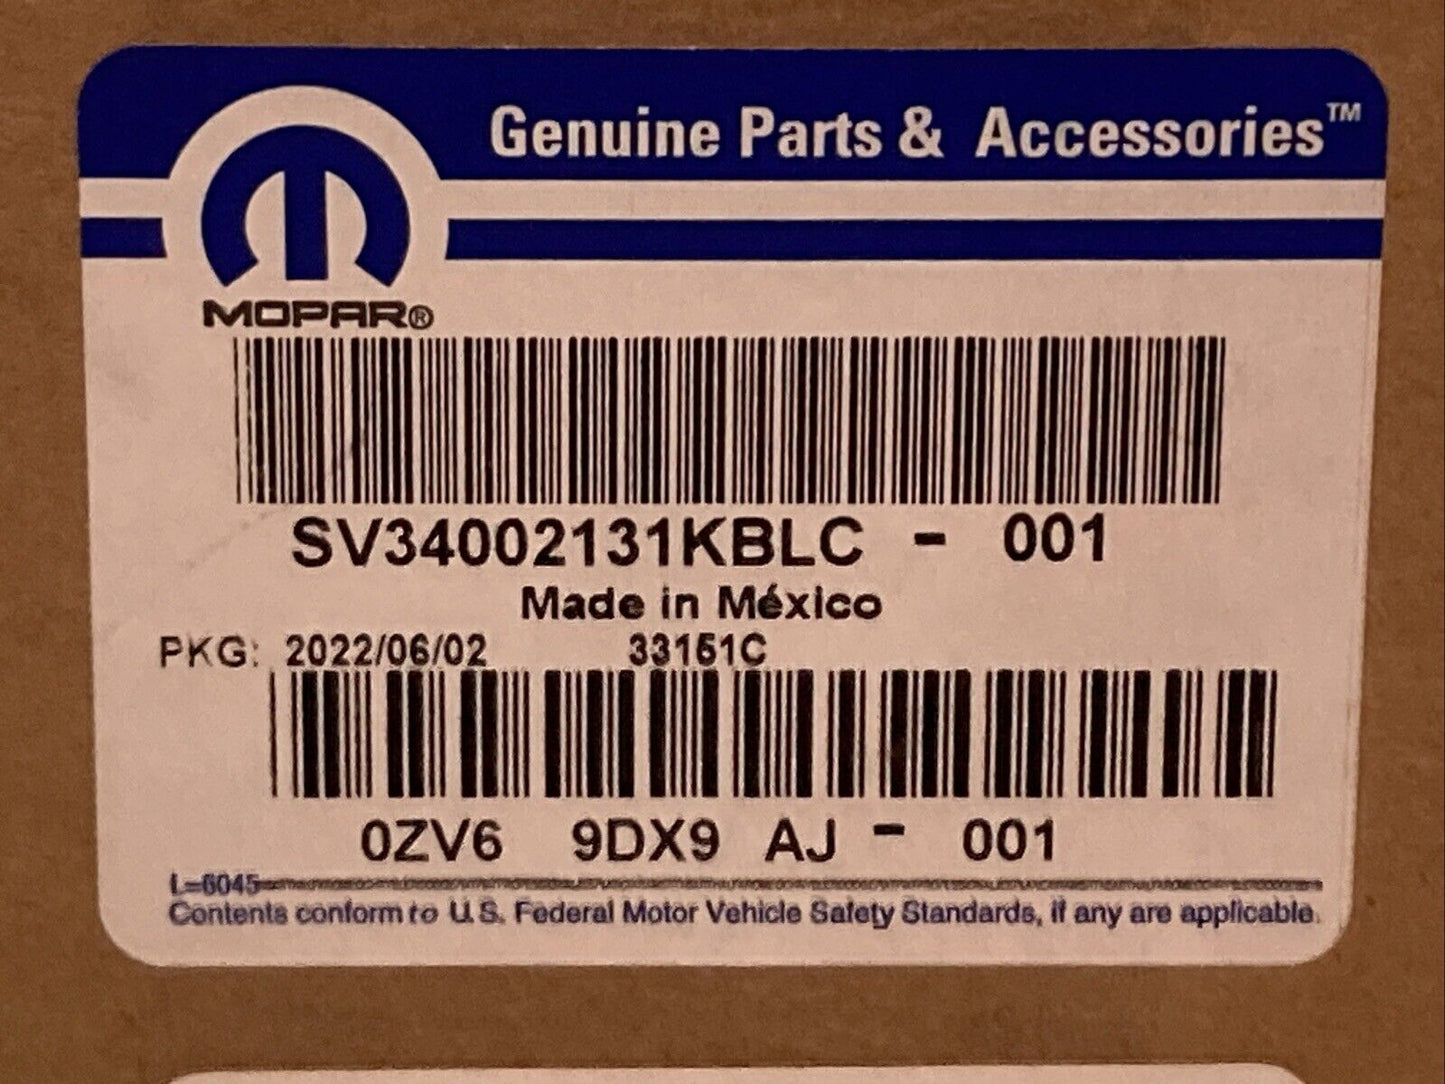 Genuine Parts & Accessories™
MOPAR®
SV34002131KBLC - 001
Made in México
PKG: 2022/06/02 33151C
0ZV6 9DX9 AJ - 001
L=6045
Contents conform to U.S. Federal Motor Vehicle Safety Standards, if any are applicable.